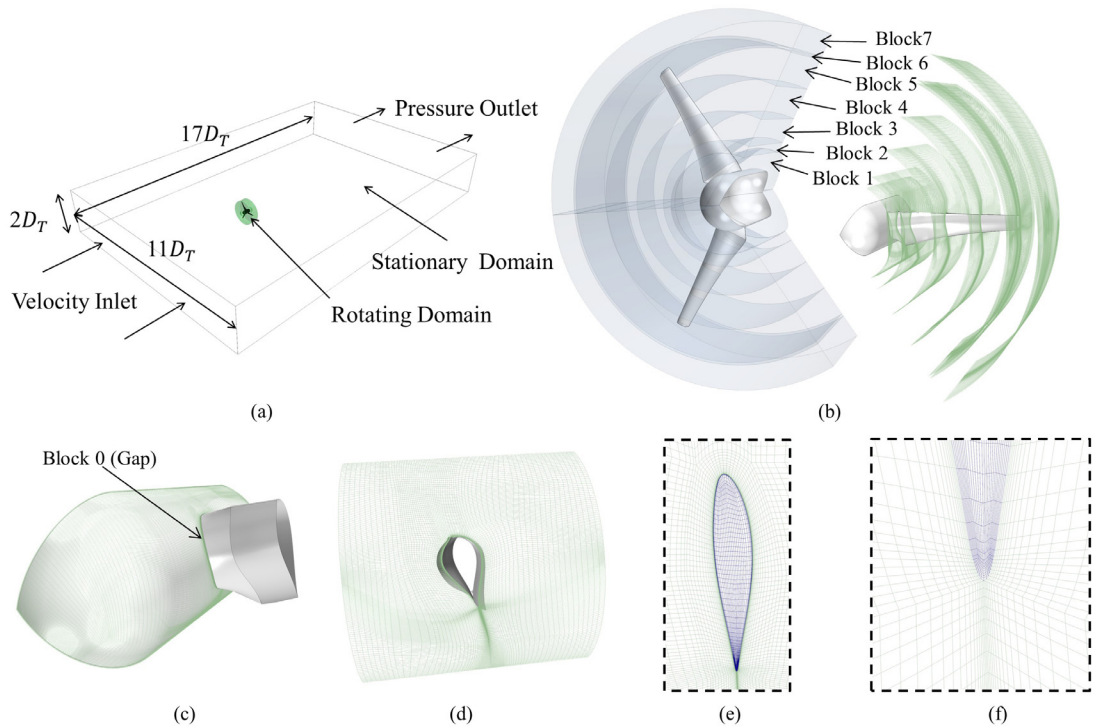 Pressure Outlet
17D_T
2D_T
11D_T
Stationary Domain
Velocity Inlet
Rotating Domain
(a)
Block7
Block 6
Block 5
Block 4
Block 3
Block 2
Block 1
(b)
Block 0 (Gap)
(c)
(d)
(e)
(f)